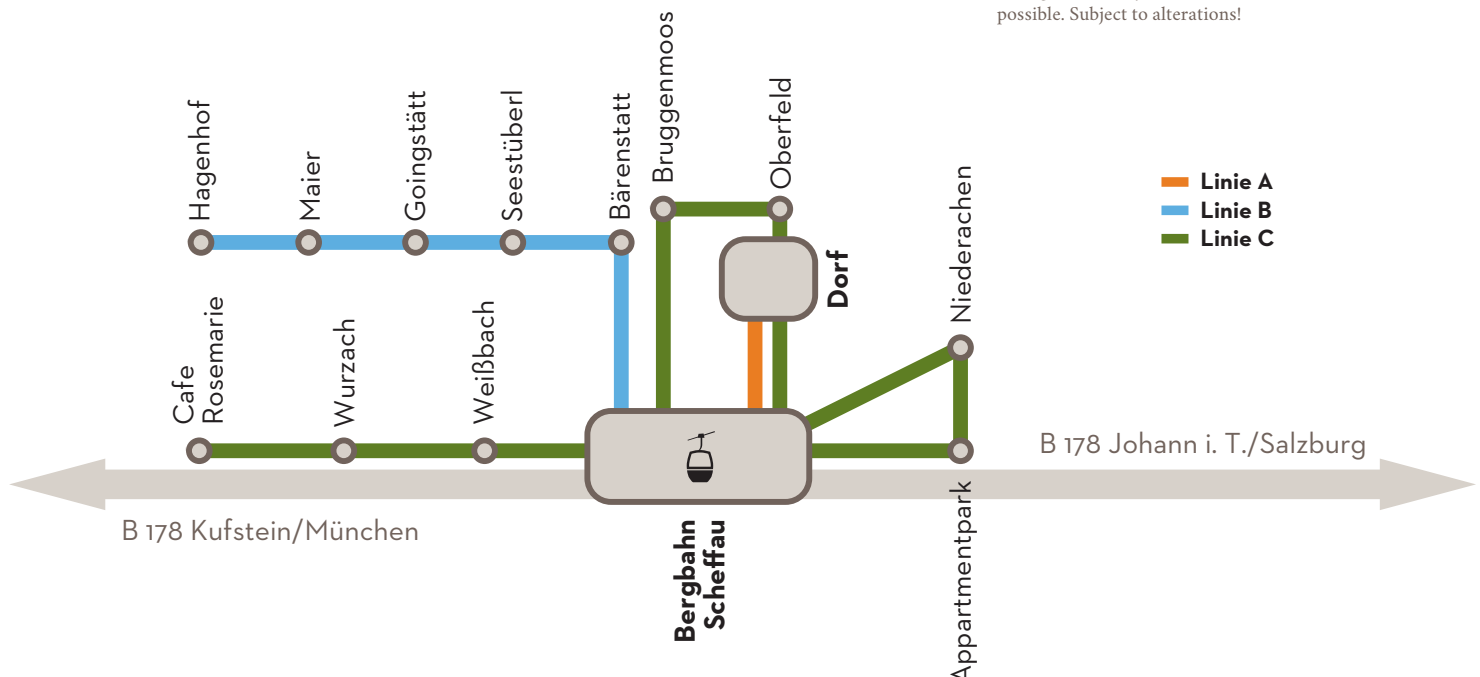 possible. Subject to alterations!
Hagenhof
Maier
Goingstätt
Seestüberl
Bärenstatt
Bruggenmoos
Oberfeld
Dorf
Niederachen
Linie A
Linie B
Linie C
Cafe
Rosemarie
Wurzach
Weißbach
B 178 Johann i. T./Salzburg
B 178 Kufstein/München
Bergbahn
Scheffau
Appartmentpark